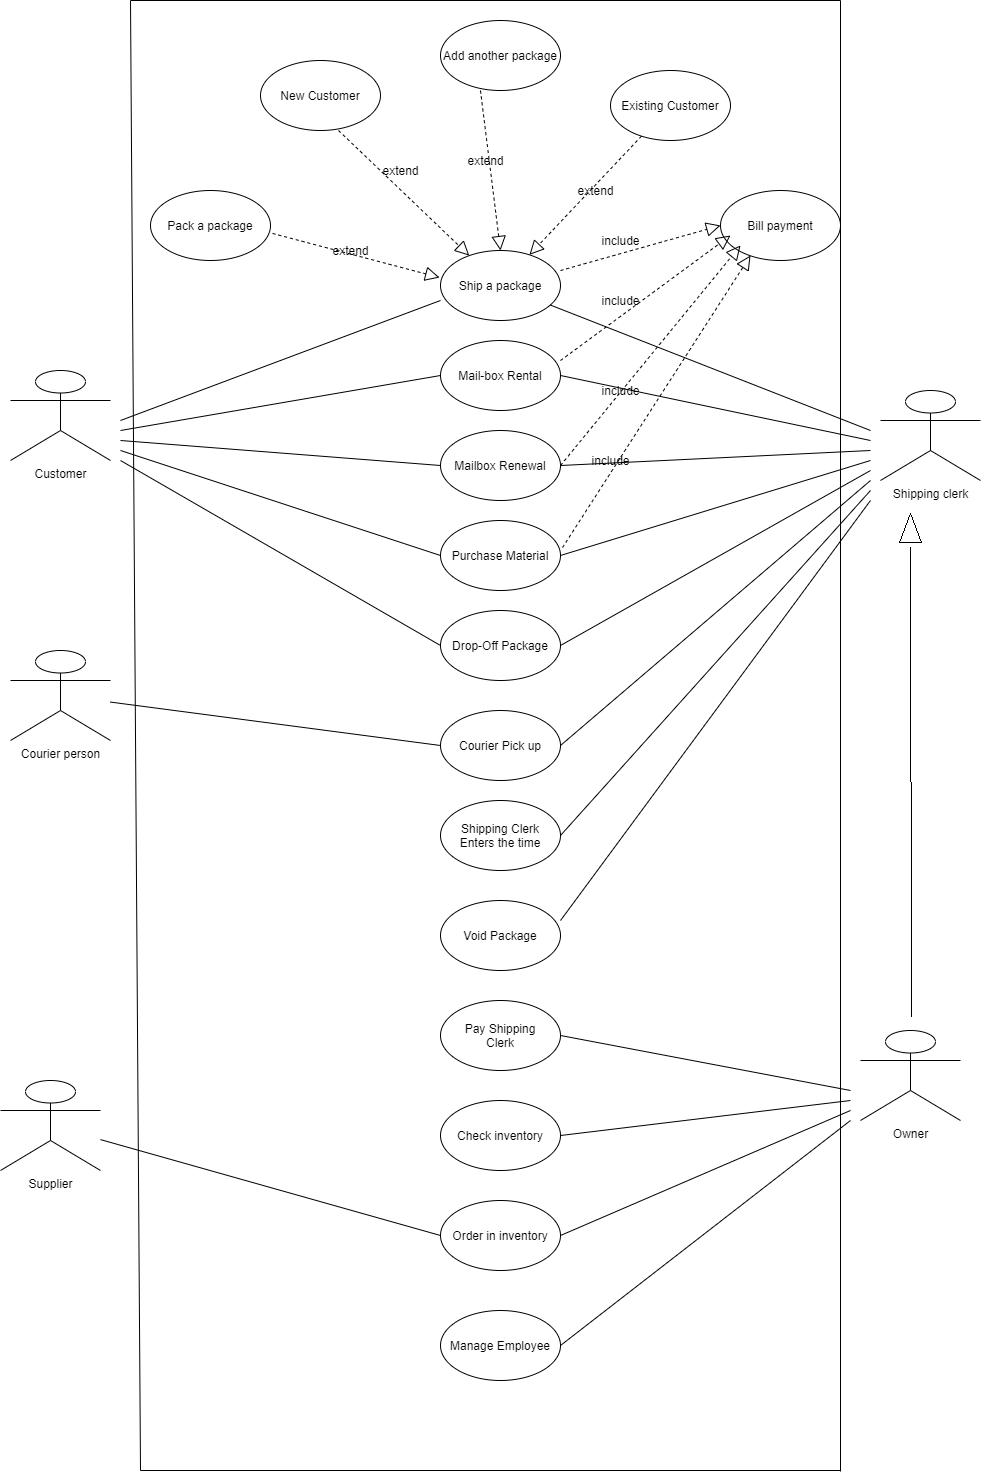 Add another package
New Customer
Existing Customer
extend
extend
extend
Pack a package
Bill payment
extend
include
Ship a package
include
Mail-box Rental
include
Customer
Mailbox Renewal
include
Shipping clerk
Purchase Material
Drop-Off Package
Courier person
Courier Pick up
Shipping Clerk
Enters the time
Void Package
Pay Shipping
Clerk
Check inventory
Owner
Supplier
Order in inventory
Manage Employee